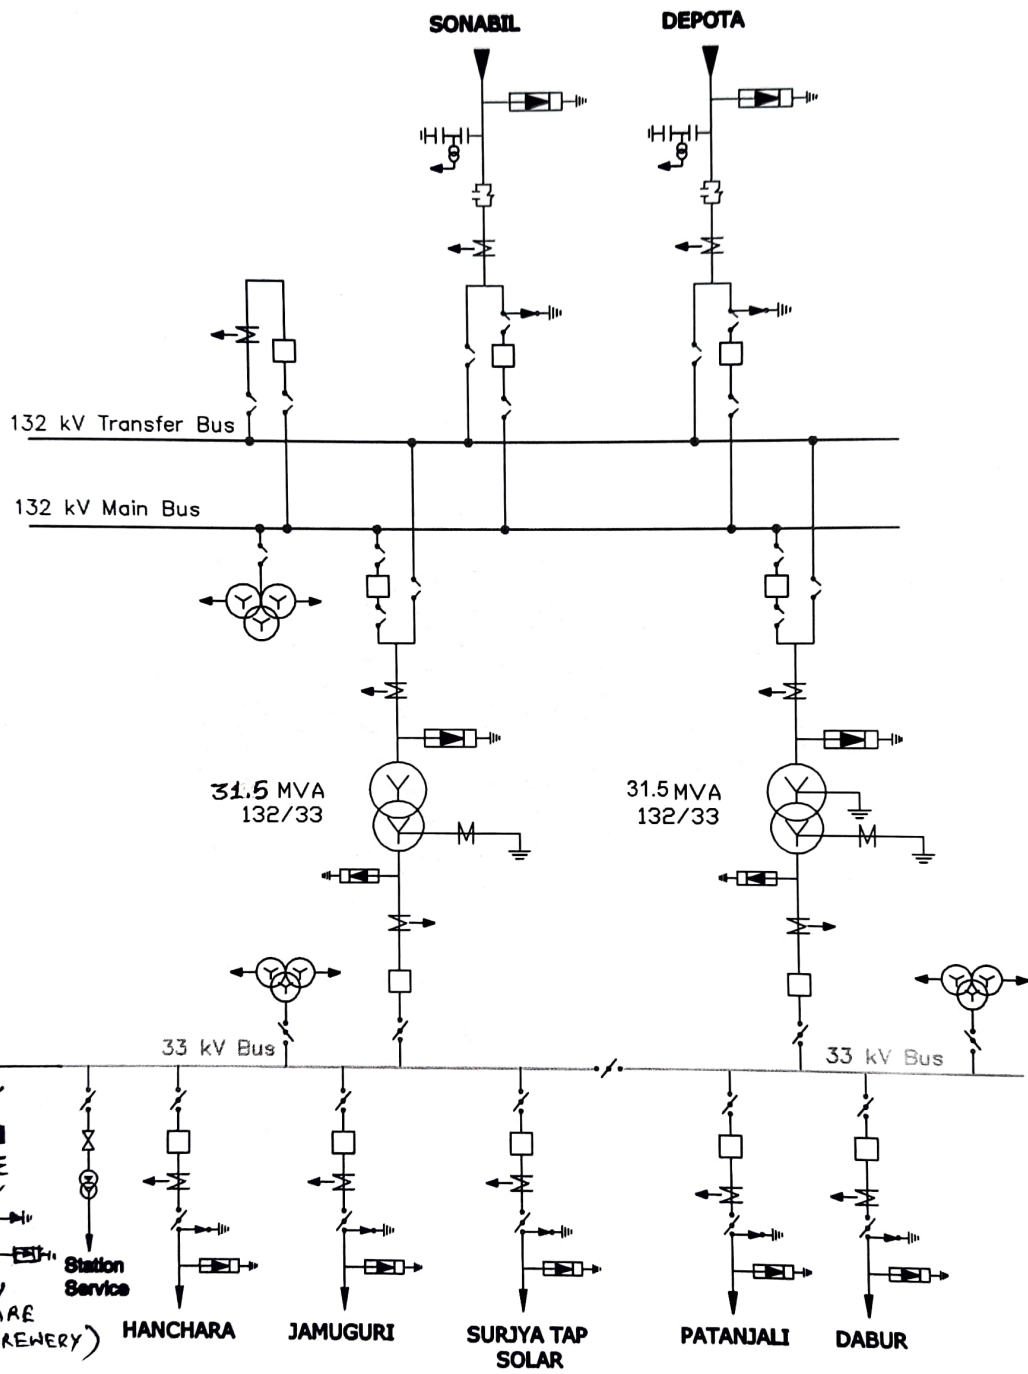 SONABIL
DEPOTA
132 kV Transfer Bus
132 kV Main Bus
31.5 MVA
132/33
31.5 MVA
132/33
33 kV Bus
33 kV Bus
Station
Service
HANCHARA
JAMUGURI
SURJYA TAP
SOLAR
PATANJALI
DABUR